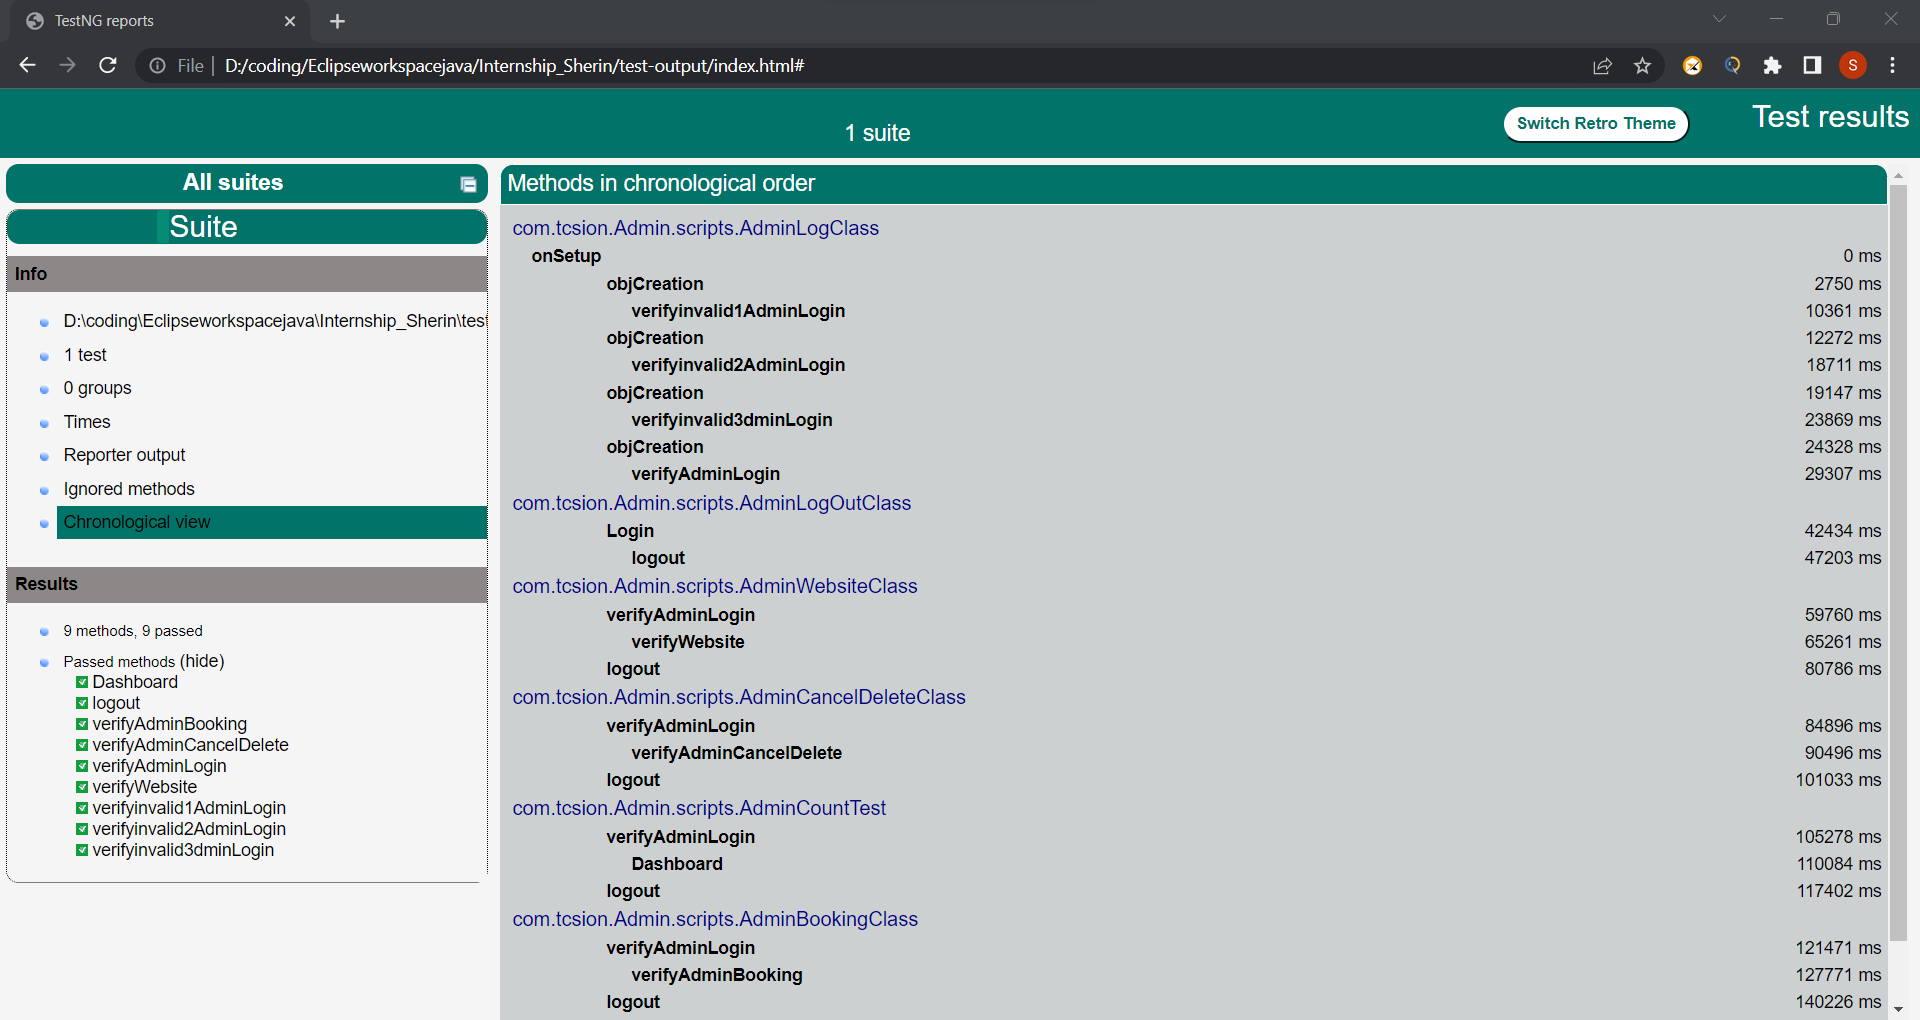 TestNG reports
File
D:/coding/Eclipseworkspacejava/Internship_Sherin/test-output/index.html#
S
1 suite
Switch Retro Theme
Test results
All suites
Suite
Info
D:\coding\Eclipseworkspacejava\Internship_Sherin\test
1 test
0 groups
Times
Reporter output
Ignored methods
Chronological view
Results
9 methods, 9 passed
Passed methods (hide)
Dashboard
logout
verifyAdminBooking
verifyAdminCancelDelete
verifyAdminLogin
verifyWebsite
verifyinvalid1AdminLogin
verifyinvalid2AdminLogin
verifyinvalid3dminLogin
Methods in chronological order
com.tcsion.Admin.scripts.AdminLogClass
onSetup 0 ms
objCreation 2750 ms
verifyinvalid1AdminLogin 10361 ms
objCreation 12272 ms
verifyinvalid2AdminLogin 18711 ms
objCreation 19147 ms
verifyinvalid3dminLogin 23869 ms
objCreation 24328 ms
verifyAdminLogin 29307 ms
com.tcsion.Admin.scripts.AdminLogOutClass
Login 42434 ms
logout 47203 ms
com.tcsion.Admin.scripts.AdminWebsiteClass
verifyAdminLogin 59760 ms
verifyWebsite 65261 ms
logout 80786 ms
com.tcsion.Admin.scripts.AdminCancelDeleteClass
verifyAdminLogin 84896 ms
verifyAdminCancelDelete 90496 ms
logout 101033 ms
com.tcsion.Admin.scripts.AdminCountTest
verifyAdminLogin 105278 ms
Dashboard 110084 ms
logout 117402 ms
com.tcsion.Admin.scripts.AdminBookingClass
verifyAdminLogin 121471 ms
verifyAdminBooking 127771 ms
logout 140226 ms